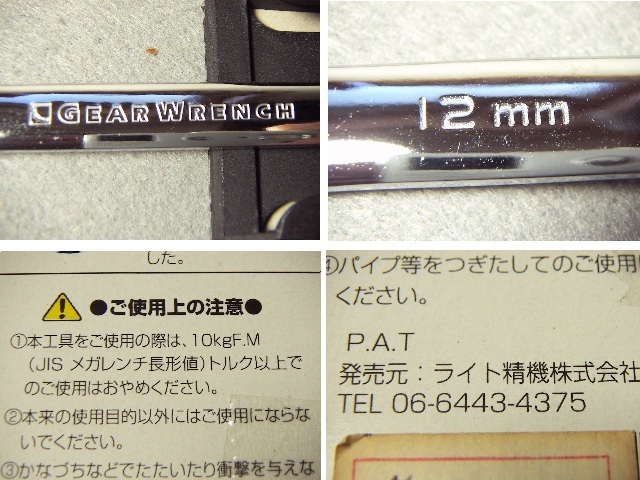 GEARWRENCH
12 mm
した。
●ご使用上の注意●
①本工具をご使用の際は、10kgF.M
(JIS メガレンチ長形値)トルク以上で
のご使用はおやめください。
②本来の使用目的以外にはご使用にならな
いでください。
③かなづちなどでたたいたり衝撃を与えな
④パイプ等をつぎたしてのご使用
ください。
P.A.T
発売元:ライト精機株式会
TEL 06-6443-4375